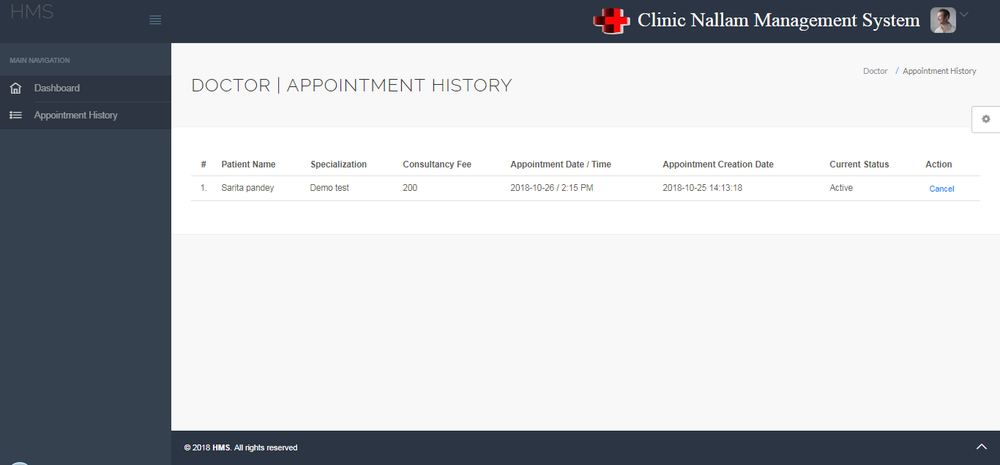 HMS
Clinic Nallam Management System
MAIN NAVIGATION
Dashboard
Appointment History
DOCTOR | APPOINTMENT HISTORY
Doctor / Appointment History
# Patient Name Specialization Consultancy Fee Appointment Date / Time Appointment Creation Date Current Status Action
1. Sarita pandey Demo test 200 2018-10-26 / 2:15 PM 2018-10-25 14:13:18 Active Cancel
© 2018 HMS. All rights reserved